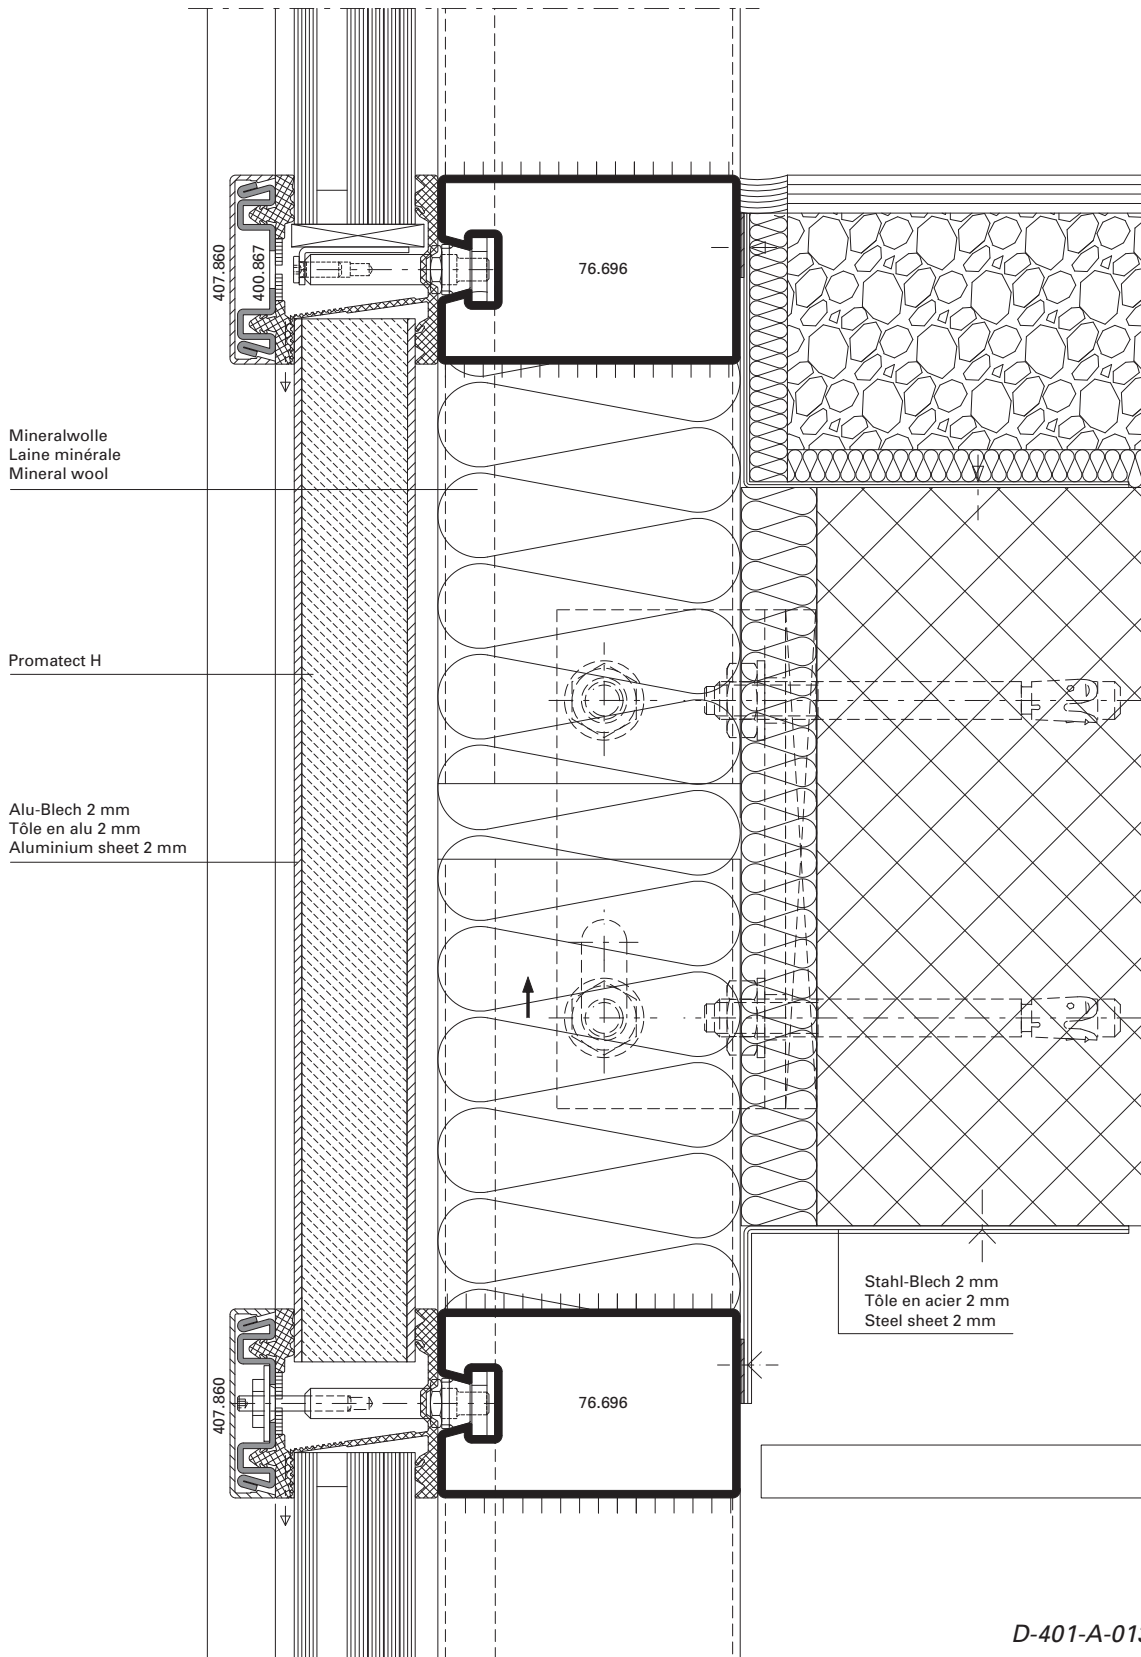 407.860
400.867
76.696
Mineralwolle
Laine minérale
Mineral wool
Promatect H
Alu-Blech 2 mm
Tôle en alu 2 mm
Aluminium sheet 2 mm
Stahl-Blech 2 mm
Tôle en acier 2 mm
Steel sheet 2 mm
407.860
76.696
D-401-A-013